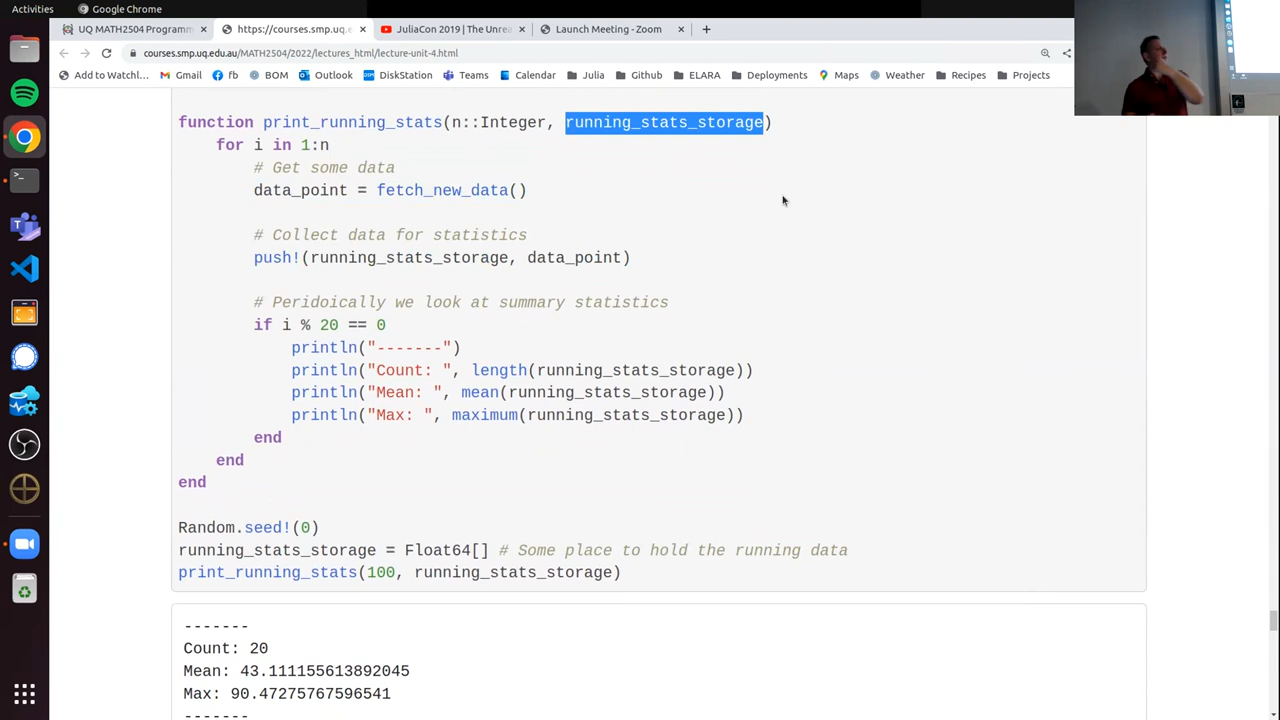 Activities
Google Chrome
UQ MATH2504 Programm
https://courses.smp.uq.e
JuliaCon 2019 | The Unrea
Launch Meeting - Zoom
courses.smp.uq.edu.au/MATH2504/2022/lectures_html/lecture-unit-4.html
Add to Watchl...
Gmail
fb
BOM
Outlook
DiskStation
Teams
Calendar
Julia
Github
ELARA
Deployments
Maps
Weather
Recipes
Projects
function print_running_stats(n::Integer, running_stats_storage)
for i in 1:n
# Get some data
data_point = fetch_new_data()
# Collect data for statistics
push!(running_stats_storage, data_point)
# Peridoically we look at summary statistics
if i % 20 == 0
println("-------")
println("Count: ", length(running_stats_storage))
println("Mean: ", mean(running_stats_storage))
println("Max: ", maximum(running_stats_storage))
end
end
end
Random.seed!(0)
running_stats_storage = Float64[] # Some place to hold the running data
print_running_stats(100, running_stats_storage)
-------
Count: 20
Mean: 43.111155613892045
Max: 90.47275767596541
-------